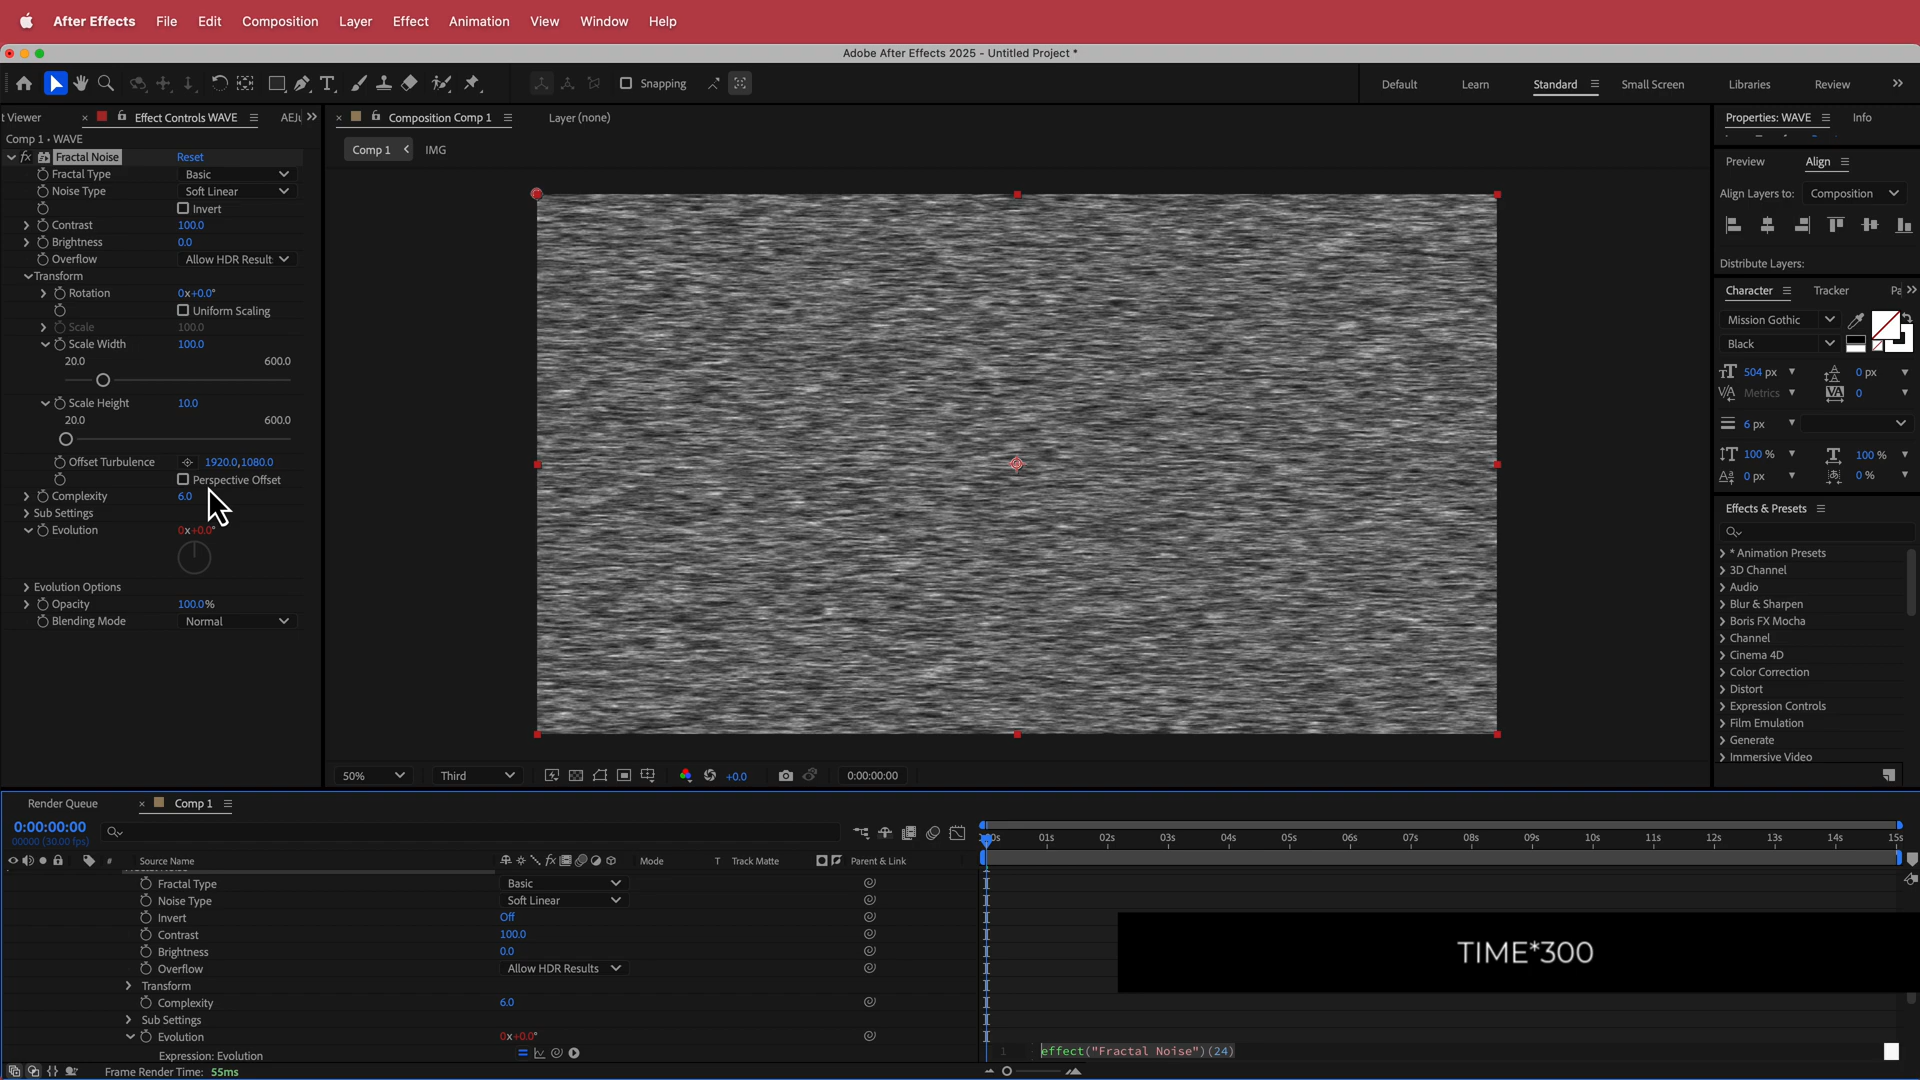 After Effects File Edit Composition Layer Effect Animation View Window Help
Adobe After Effects 2025 - Untitled Project *
Snapping
Default Learn Standard Small Screen Libraries Review
t Viewer Effect Controls WAVE
Composition Comp 1 Layer (none)
Properties: WAVE Info
Comp 1 • WAVE
Comp 1 IMG
Fractal Noise Reset
Fractal Type Basic
Noise Type Soft Linear
Invert
Contrast 100.0
Brightness 0.0
Overflow Allow HDR Result
Transform
Rotation 0x+0.0°
Uniform Scaling
Scale 100.0
Scale Width 100.0
20.0 600.0
Scale Height 10.0
20.0 600.0
Offset Turbulence 1920.0,1080.0
Perspective Offset
Complexity 6.0
Sub Settings
Evolution 0x+0.0°
Evolution Options
Opacity 100.0%
Blending Mode Normal
50% Third +0.0 0:00:00:00
Preview Align
Align Layers to: Composition
Distribute Layers:
Character Tracker Pa
Mission Gothic
Black
504 px 0 px
Metrics 0
6 px
100 % 100 %
0 px 0 %
Effects & Presets
* Animation Presets
3D Channel
Audio
Blur & Sharpen
Boris FX Mocha
Channel
Cinema 4D
Color Correction
Distort
Expression Controls
Film Emulation
Generate
Immersive Video
Render Queue Comp 1
0:00:00:00
00000 (30.00 fps)
01s 02s 03s 04s 05s 06s 07s 08s 09s 10s 11s 12s 13s 14s 15s
# Source Name Mode T Track Matte Parent & Link
Fractal Type Basic
Noise Type Soft Linear
Invert Off
Contrast 100.0
Brightness 0.0
Overflow Allow HDR Results
Transform
Complexity 6.0
Sub Settings
Evolution 0x+0.0°
Expression: Evolution
TIME*300
1 effect("Fractal Noise")(24)
Frame Render Time: 55ms